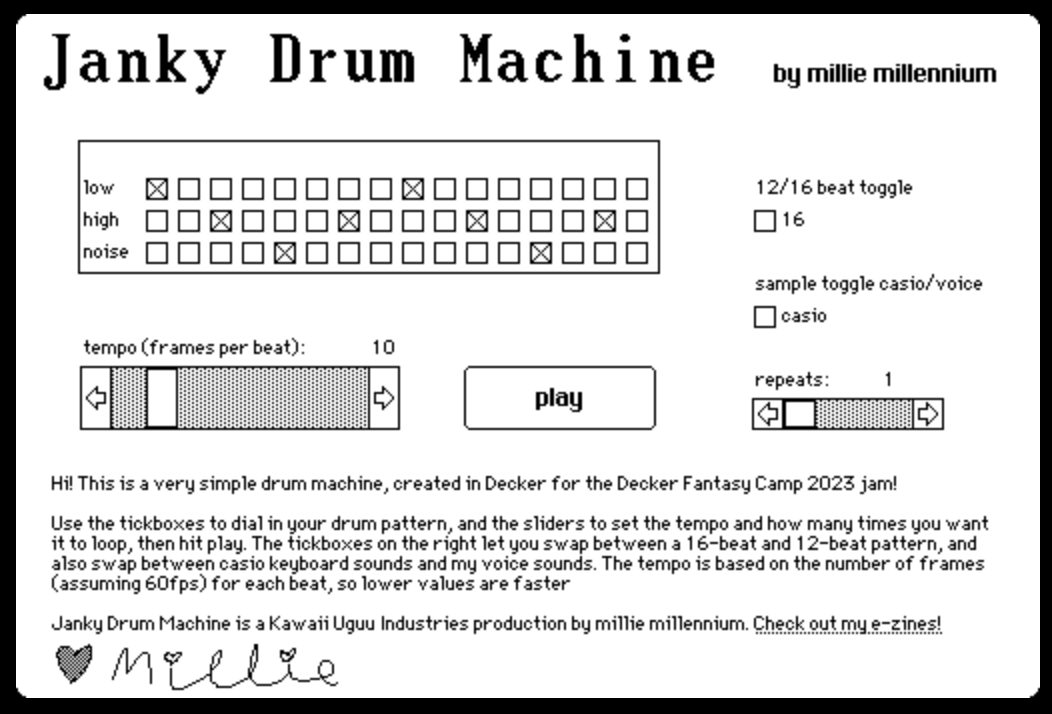 Janky Drum Machine
by millie millennium
low
high
noise
12/16 beat toggle
16
sample toggle casio/voice
casio
tempo (frames per beat): 10
play
repeats: 1
Hi! This is a very simple drum machine, created in Decker for the Decker Fantasy Camp 2023 jam!
Use the tickboxes to dial in your drum pattern, and the sliders to set the tempo and how many times you want
it to loop, then hit play. The tickboxes on the right let you swap between a 16-beat and 12-beat pattern, and
also swap between casio keyboard sounds and my voice sounds. The tempo is based on the number of frames
(assuming 60fps) for each beat, so lower values are faster
Janky Drum Machine is a Kawaii Uguu Industries production by millie millennium. Check out my e-zines!
Millie